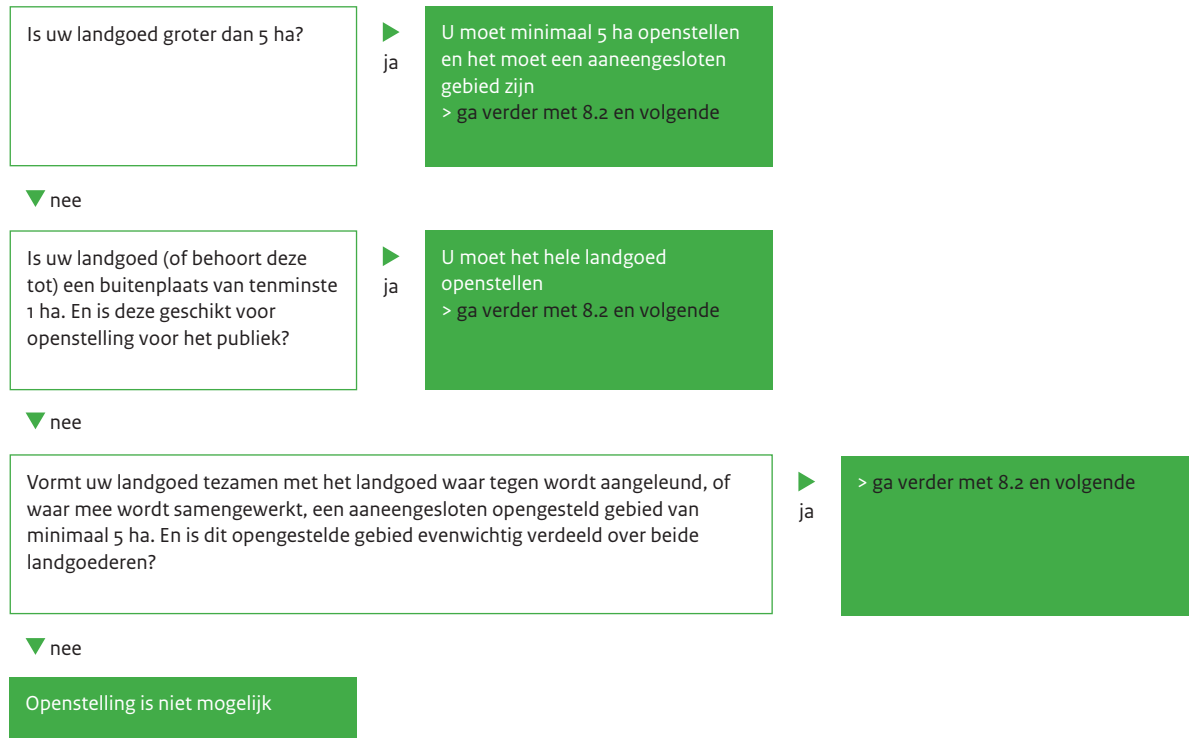 Is uw landgoed groter dan 5 ha?
ja
U moet minimaal 5 ha openstellen
en het moet een aaneengesloten
gebied zijn
> ga verder met 8.2 en volgende
nee
Is uw landgoed (of behoort deze
tot) een buitenplaats van tenminste
1 ha. En is deze geschikt voor
openstelling voor het publiek?
ja
U moet het hele landgoed
openstellen
> ga verder met 8.2 en volgende
nee
Vormt uw landgoed tezamen met het landgoed waar tegen wordt aangeleund, of
waar mee wordt samengewerkt, een aaneengesloten opengesteld gebied van
minimaal 5 ha. En is dit opengestelde gebied evenwichtig verdeeld over beide
landgoederen?
ja
> ga verder met 8.2 en volgende
nee
Openstelling is niet mogelijk